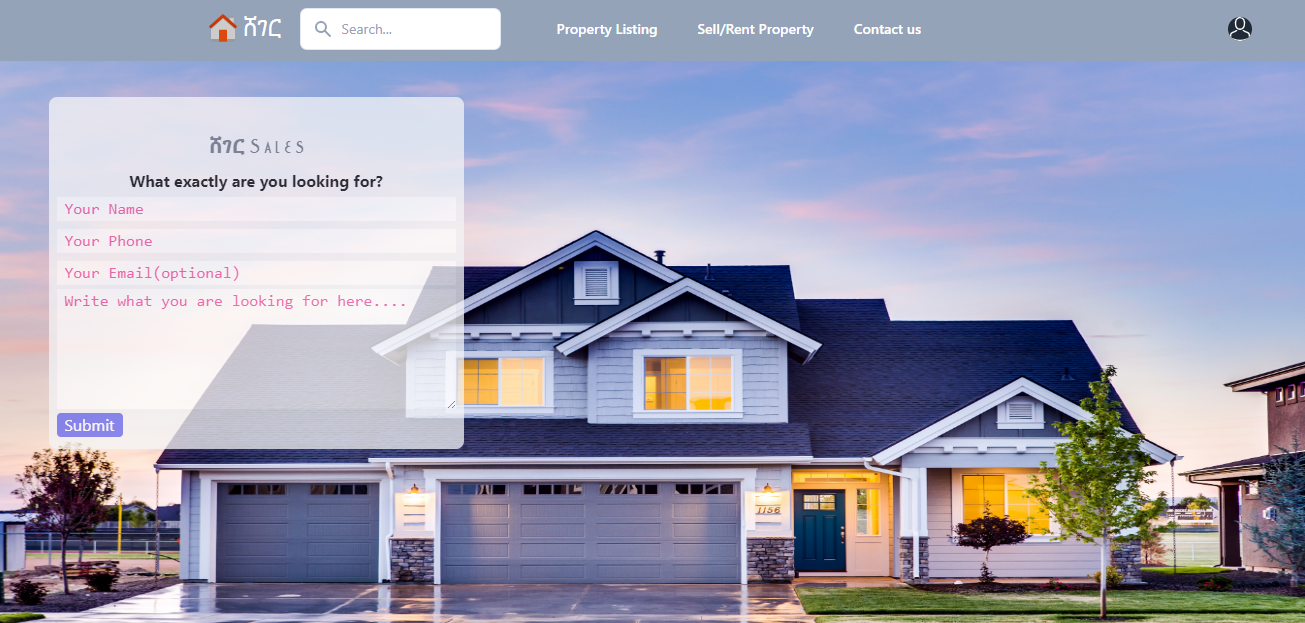 ሸገር
Search...
Property Listing
Sell/Rent Property
Contact us
ሸገር SALES
What exactly are you looking for?
Your Name
Your Phone
Your Email(optional)
Write what you are looking for here....
Submit
1156